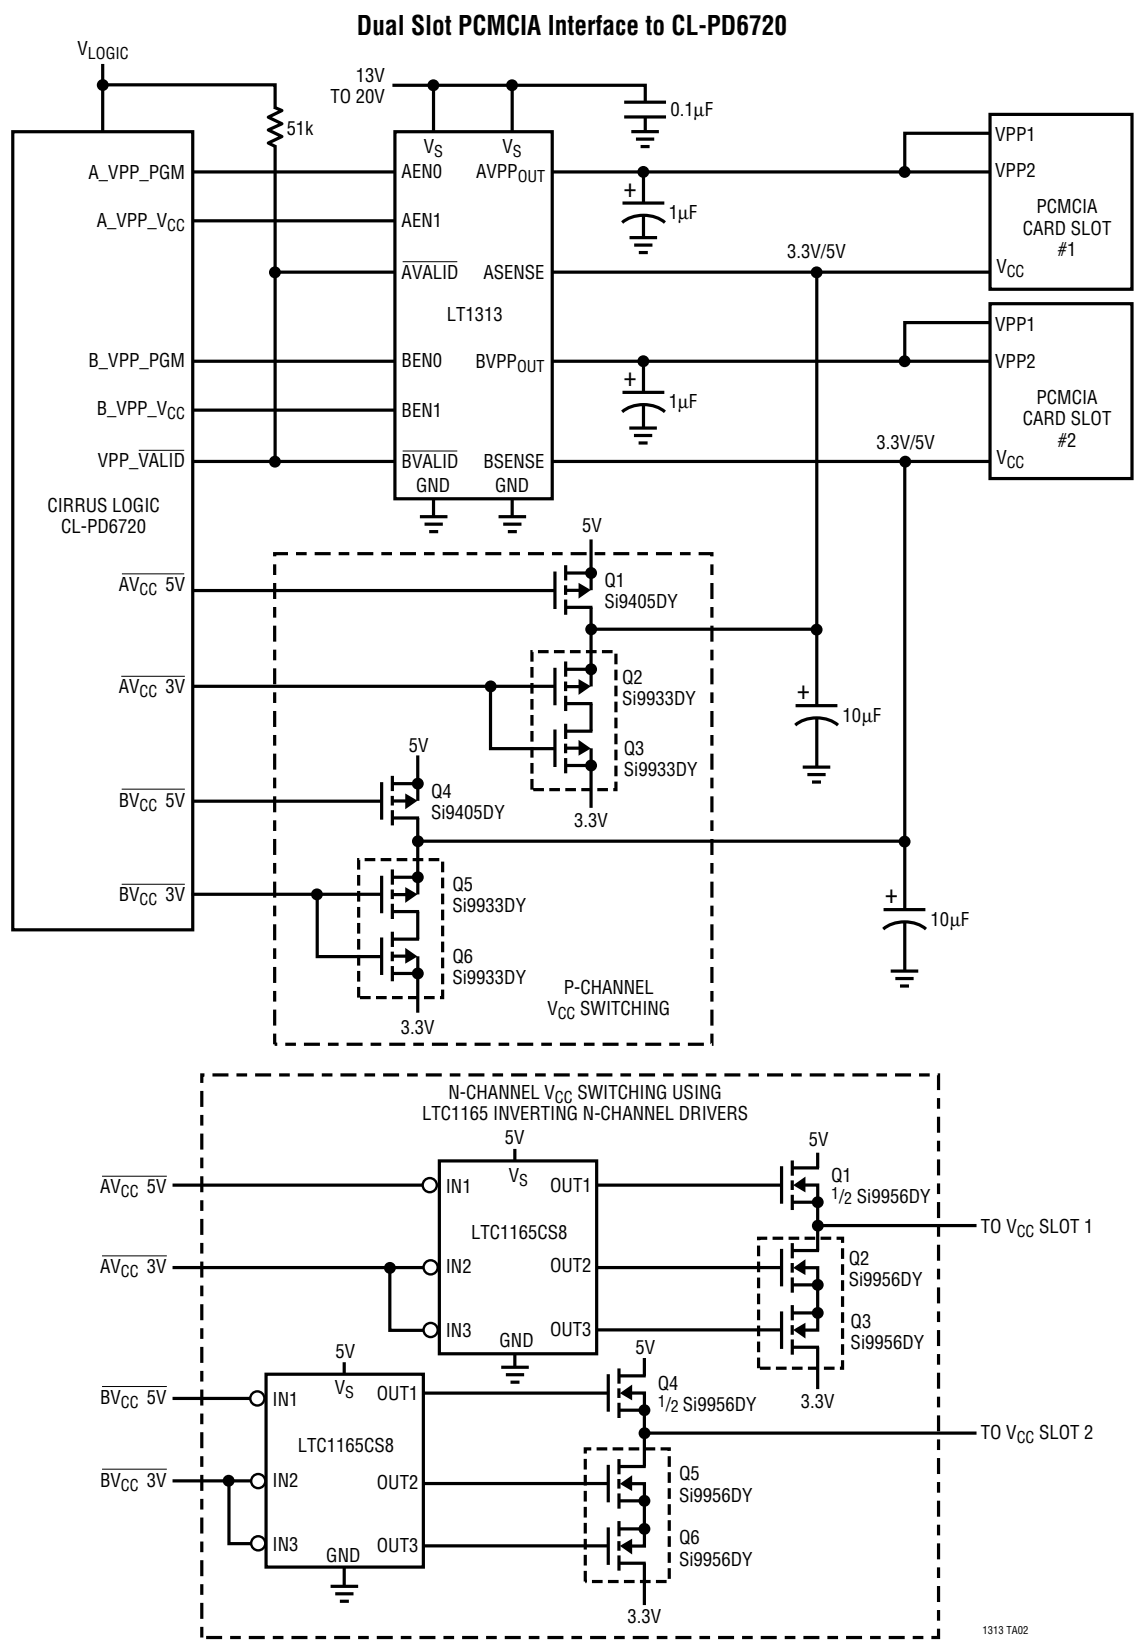 Dual Slot PCMCIA Interface to CL-PD6720
VLOGIC
13V
TO 20V
0.1µF
51k
VS VS
A_VPP_PGM AEN0 AVPPOUT
A_VPP_VCC AEN1
1µF
AVALID ASENSE
3.3V/5V
LT1313
VPP1
VPP2
PCMCIA
CARD SLOT
#1
VCC
B_VPP_PGM BEN0 BVPPOUT
B_VPP_VCC BEN1
1µF
VPP_VALID BVALID BSENSE
3.3V/5V
GND GND
VPP1
VPP2
PCMCIA
CARD SLOT
#2
VCC
CIRRUS LOGIC
CL-PD6720
5V
AVCC 5V
Q1
Si9405DY
AVCC 3V
Q2
Si9933DY
Q3
Si9933DY
3.3V
10µF
5V
BVCC 5V
Q4
Si9405DY
BVCC 3V
Q5
Si9933DY
Q6
Si9933DY
3.3V
10µF
P-CHANNEL
VCC SWITCHING
N-CHANNEL VCC SWITCHING USING
LTC1165 INVERTING N-CHANNEL DRIVERS
5V
5V
AVCC 5V IN1 VS OUT1
Q1
1/2 Si9956DY
LTC1165CS8
TO VCC SLOT 1
AVCC 3V IN2 OUT2
Q2
Si9956DY
IN3 GND OUT3
Q3
Si9956DY
3.3V
5V
5V
BVCC 5V IN1 VS OUT1
Q4
1/2 Si9956DY
LTC1165CS8
TO VCC SLOT 2
BVCC 3V IN2 OUT2
Q5
Si9956DY
IN3 GND OUT3
Q6
Si9956DY
3.3V
1313 TA02